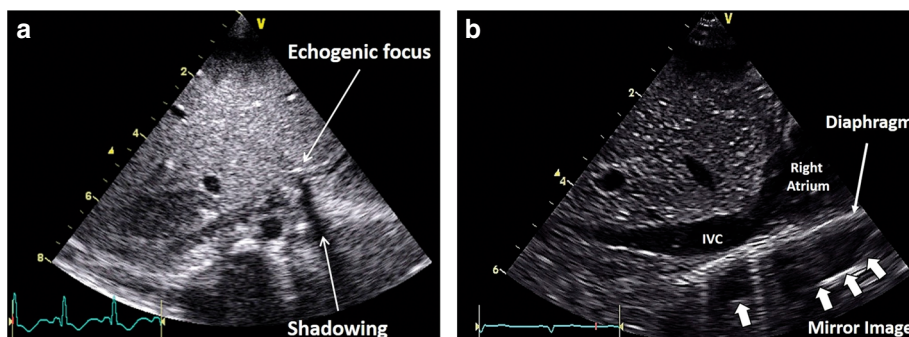 a
V
Echogenic focus
2
4
6
8
Shadowing
b
V
2
Diaphragm
4
Right
Atrium
IVC
6
Mirror Image